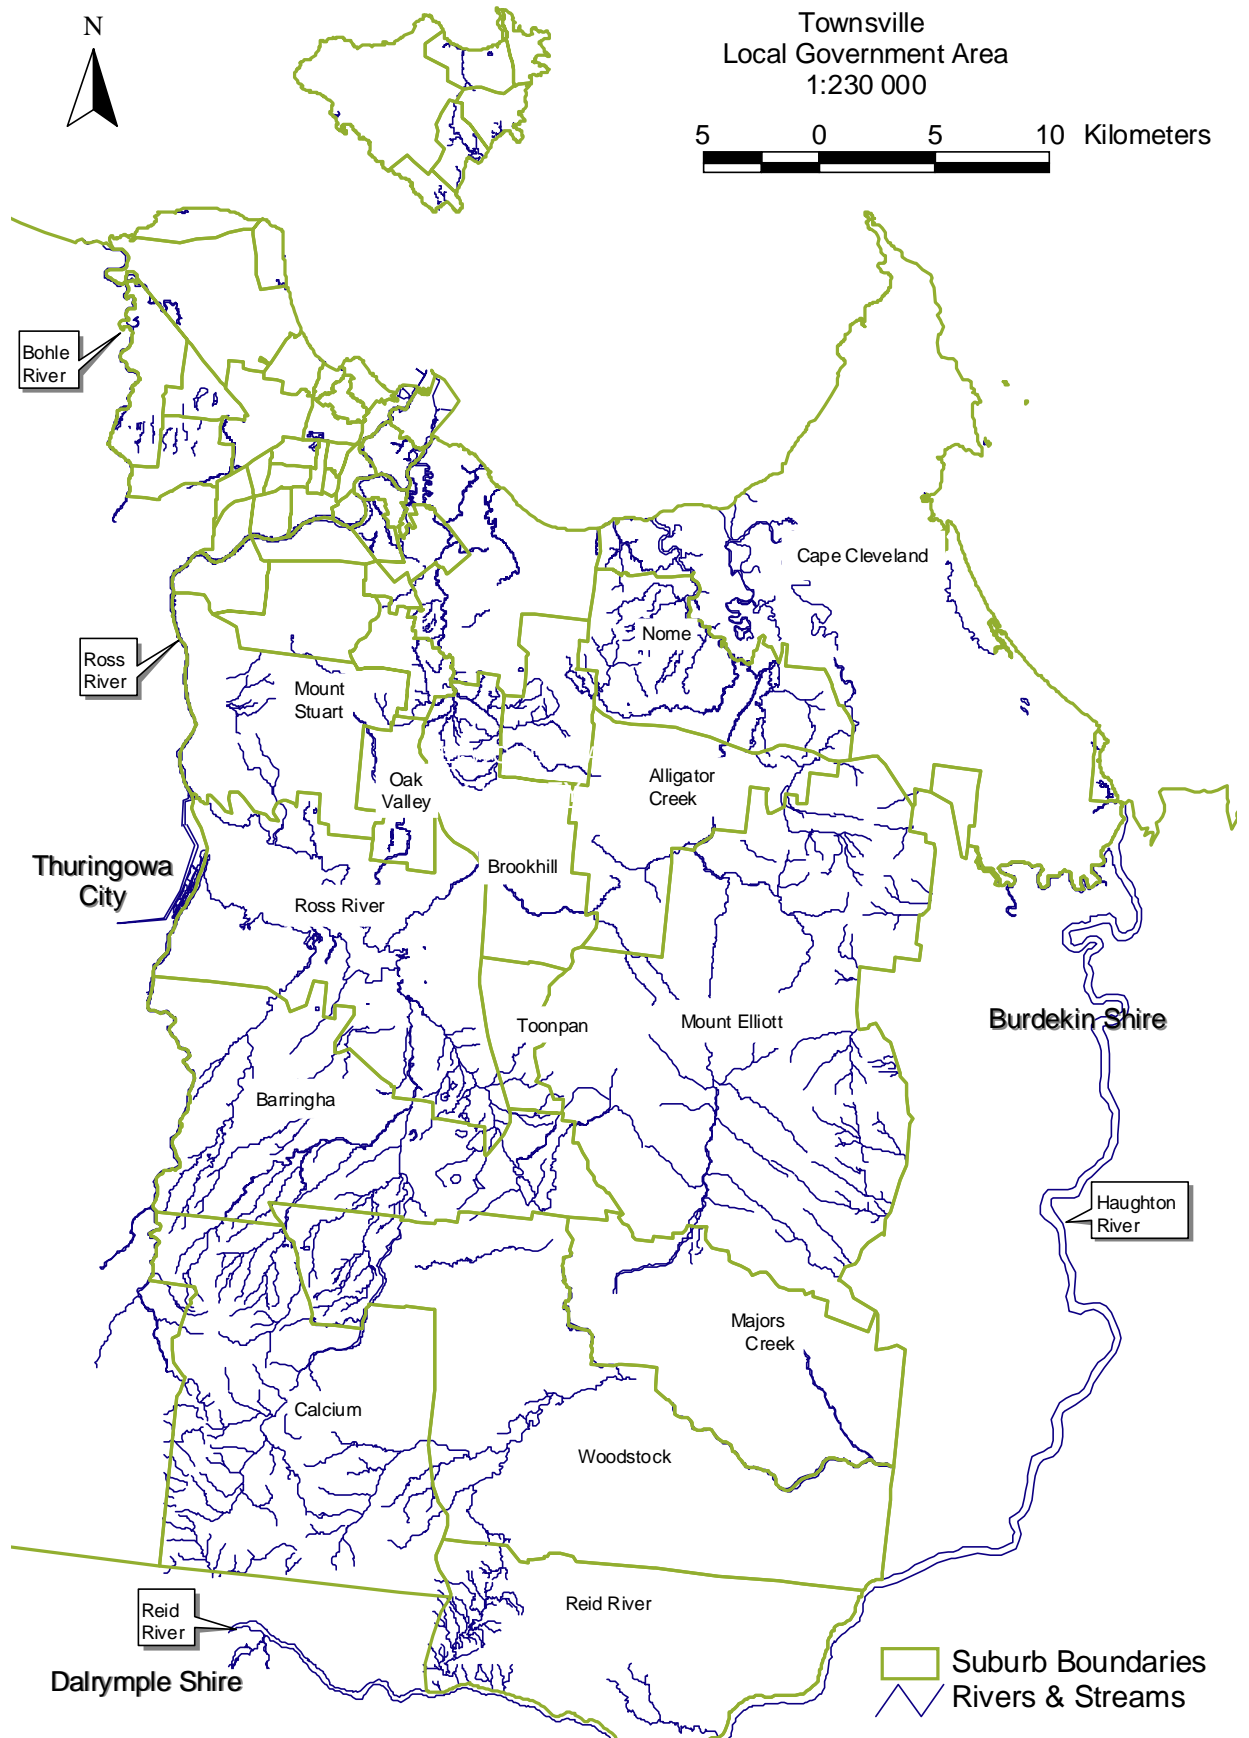 N
Townsville
Local Government Area
1:230 000
5 0 5 10 Kilometers
Bohle
River
Cape Cleveland
Nome
Ross
River
Mount
Stuart
Oak
Valley
Alligator
Creek
Thuringowa
City
Brookhill
Ross River
Toonpan
Mount Elliott
Burdekin Shire
Barringha
Haughton
River
Majors
Creek
Calcium
Woodstock
Reid
River
Reid River
Dalrymple Shire
Suburb Boundaries
Rivers & Streams